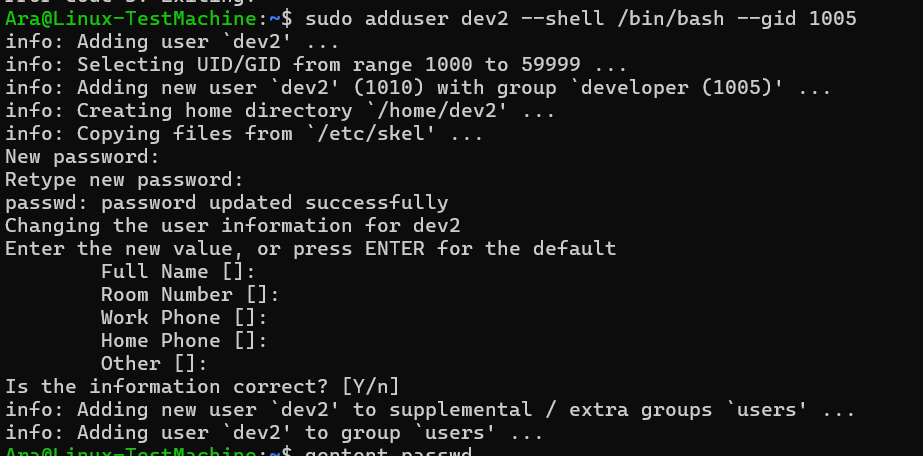 Ara@Linux-TestMachine:~$ sudo adduser dev2 --shell /bin/bash --gid 1005
info: Adding user `dev2' ...
info: Selecting UID/GID from range 1000 to 59999 ...
info: Adding new user `dev2' (1010) with group `developer (1005)' ...
info: Creating home directory `/home/dev2' ...
info: Copying files from `/etc/skel' ...
New password:
Retype new password:
passwd: password updated successfully
Changing the user information for dev2
Enter the new value, or press ENTER for the default
        Full Name []:
        Room Number []:
        Work Phone []:
        Home Phone []:
        Other []:
Is the information correct? [Y/n]
info: Adding new user `dev2' to supplemental / extra groups `users' ...
info: Adding user `dev2' to group `users' ...
Ara@Linux-TestMachine:~$ getent passwd